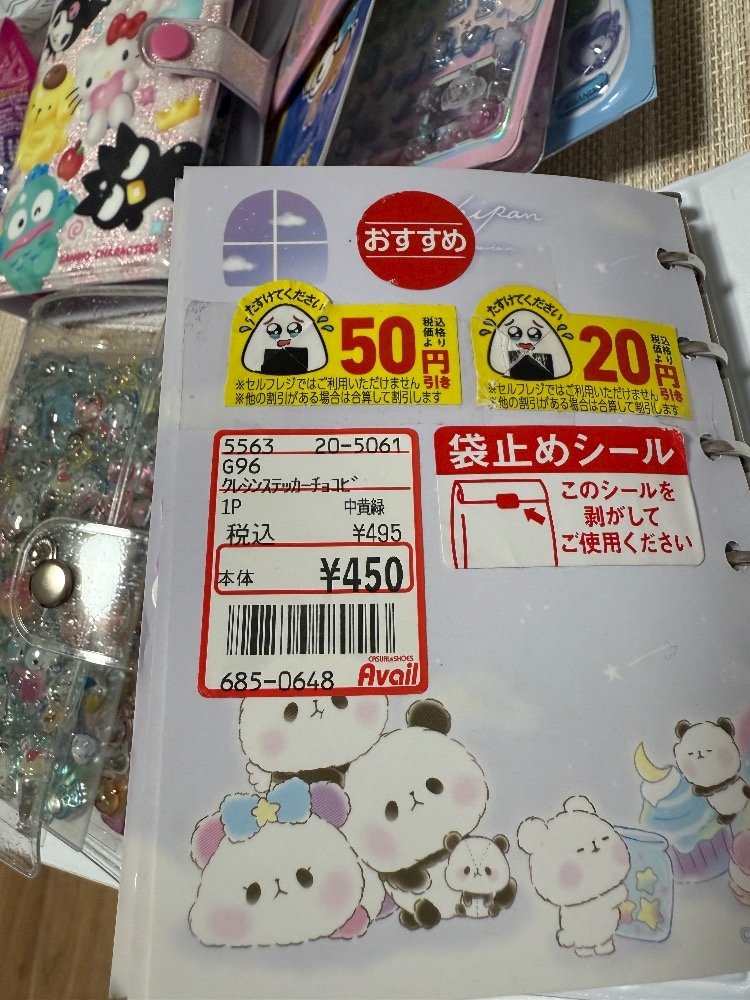 SANRIO CHARACTERS
おすすめ
たすけてください
50
円
税込価格より
引き
※セルフレジではご利用いただけません
※他の割引がある場合は合算して割引します
たすけてください
20
円
税込価格より
引き
※セルフレジではご利用いただけません
※他の割引がある場合は合算して割引します
5563 20-5061
G96
クレシンステッカーチョコビ
1P 中黄緑
税込 ¥495
本体 ¥450
685-0648
CASUAL&SHOES
Avail
袋止めシール
このシールを
剥がして
ご使用ください